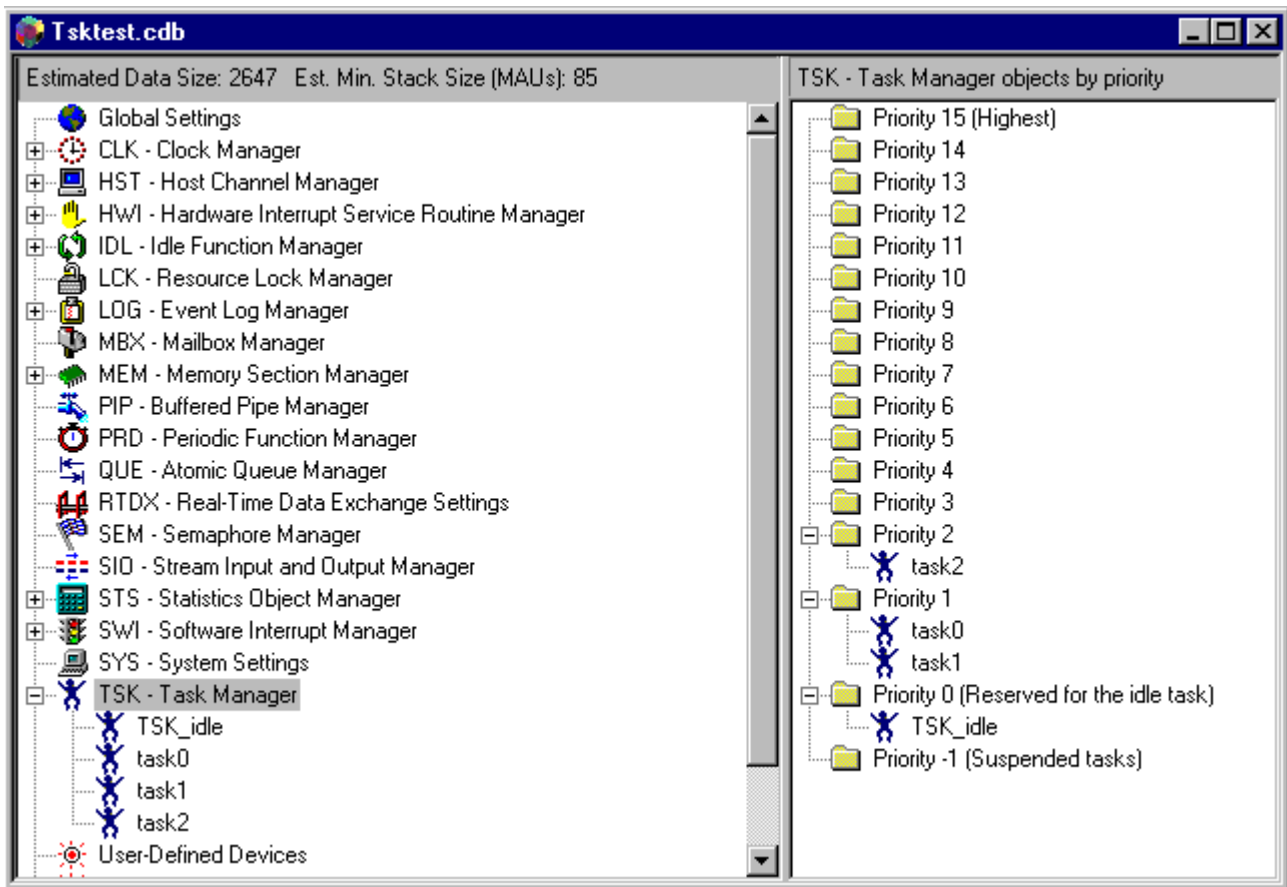 Tsktest.cdb
Estimated Data Size: 2647 Est. Min. Stack Size (MAUs): 85
Global Settings
CLK - Clock Manager
HST - Host Channel Manager
HWI - Hardware Interrupt Service Routine Manager
IDL - Idle Function Manager
LCK - Resource Lock Manager
LOG - Event Log Manager
MBX - Mailbox Manager
MEM - Memory Section Manager
PIP - Buffered Pipe Manager
PRD - Periodic Function Manager
QUE - Atomic Queue Manager
RTDX - Real-Time Data Exchange Settings
SEM - Semaphore Manager
SIO - Stream Input and Output Manager
STS - Statistics Object Manager
SWI - Software Interrupt Manager
SYS - System Settings
TSK - Task Manager
TSK_idle
task0
task1
task2
User-Defined Devices
TSK - Task Manager objects by priority
Priority 15 (Highest)
Priority 14
Priority 13
Priority 12
Priority 11
Priority 10
Priority 9
Priority 8
Priority 7
Priority 6
Priority 5
Priority 4
Priority 3
Priority 2
task2
Priority 1
task0
task1
Priority 0 (Reserved for the idle task)
TSK_idle
Priority -1 (Suspended tasks)